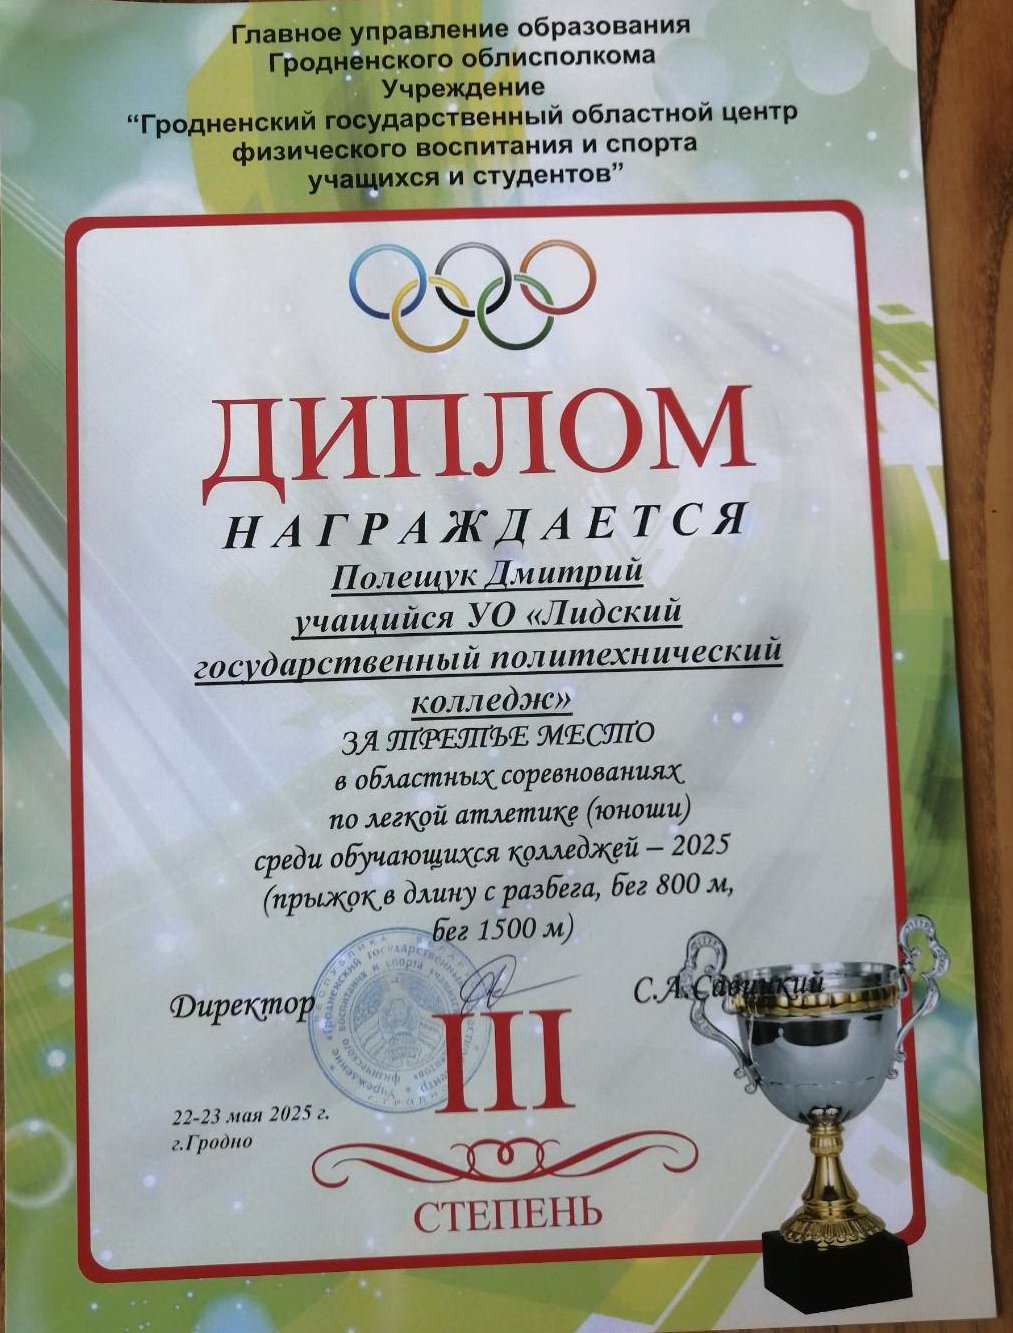 Главное управление образования
Гродненского облисполкома
Учреждение
“Гродненский государственный областной центр
физического воспитания и спорта
учащихся и студентов”
ДИПЛОМ
НАГРАЖДАЕТСЯ
Полещук Дмитрий
учащийся УО «Лидский
государственный политехнический
колледж»
ЗА ТРЕТЬЕ МЕСТО
в областных соревнованиях
по легкой атлетике (юноши)
среди обучающихся колледжей – 2025
(прыжок в длину с разбега, бег 800 м,
бег 1500 м)
Директор
С.А.Савицкий
III
22-23 мая 2025 г.
г.Гродно
СТЕПЕНЬ